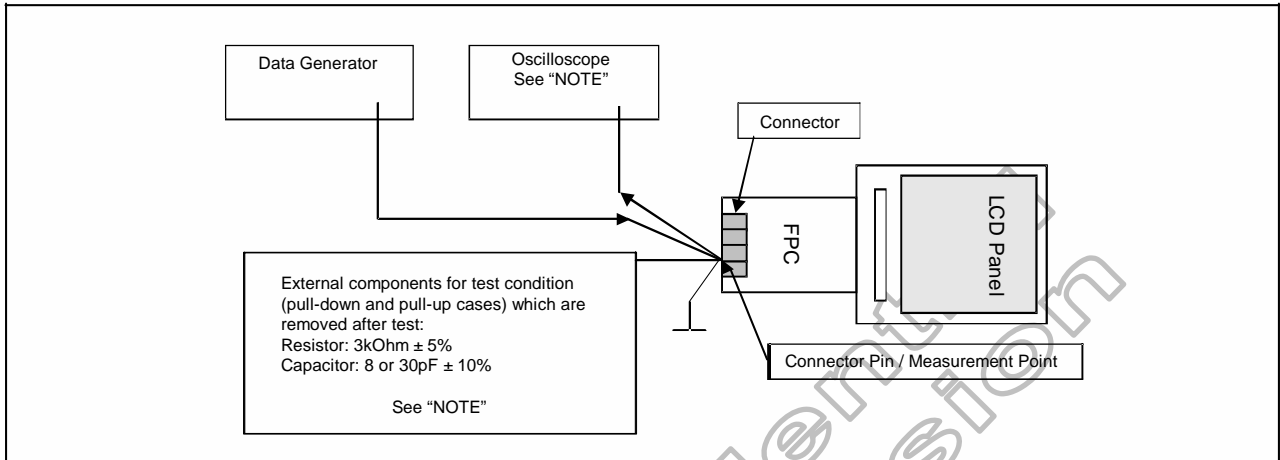 Data Generator
Oscilloscope
See “NOTE”
Connector
FPC
LCD Panel
External components for test condition
(pull-down and pull-up cases) which are
removed after test:
Resistor: 3kOhm ± 5%
Capacitor: 8 or 30pF ± 10%
See “NOTE”
Connector Pin / Measurement Point